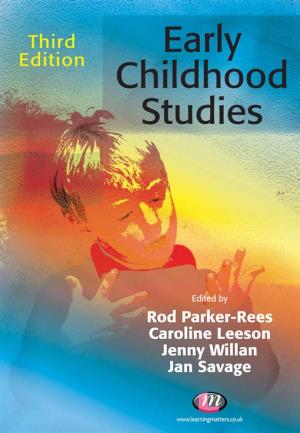 Third
Edition
Early
Childhood
Studies
Edited by
Rod Parker-Rees
Caroline Leeson
Jenny Willan
Jan Savage
m
www.learningmatters.co.uk